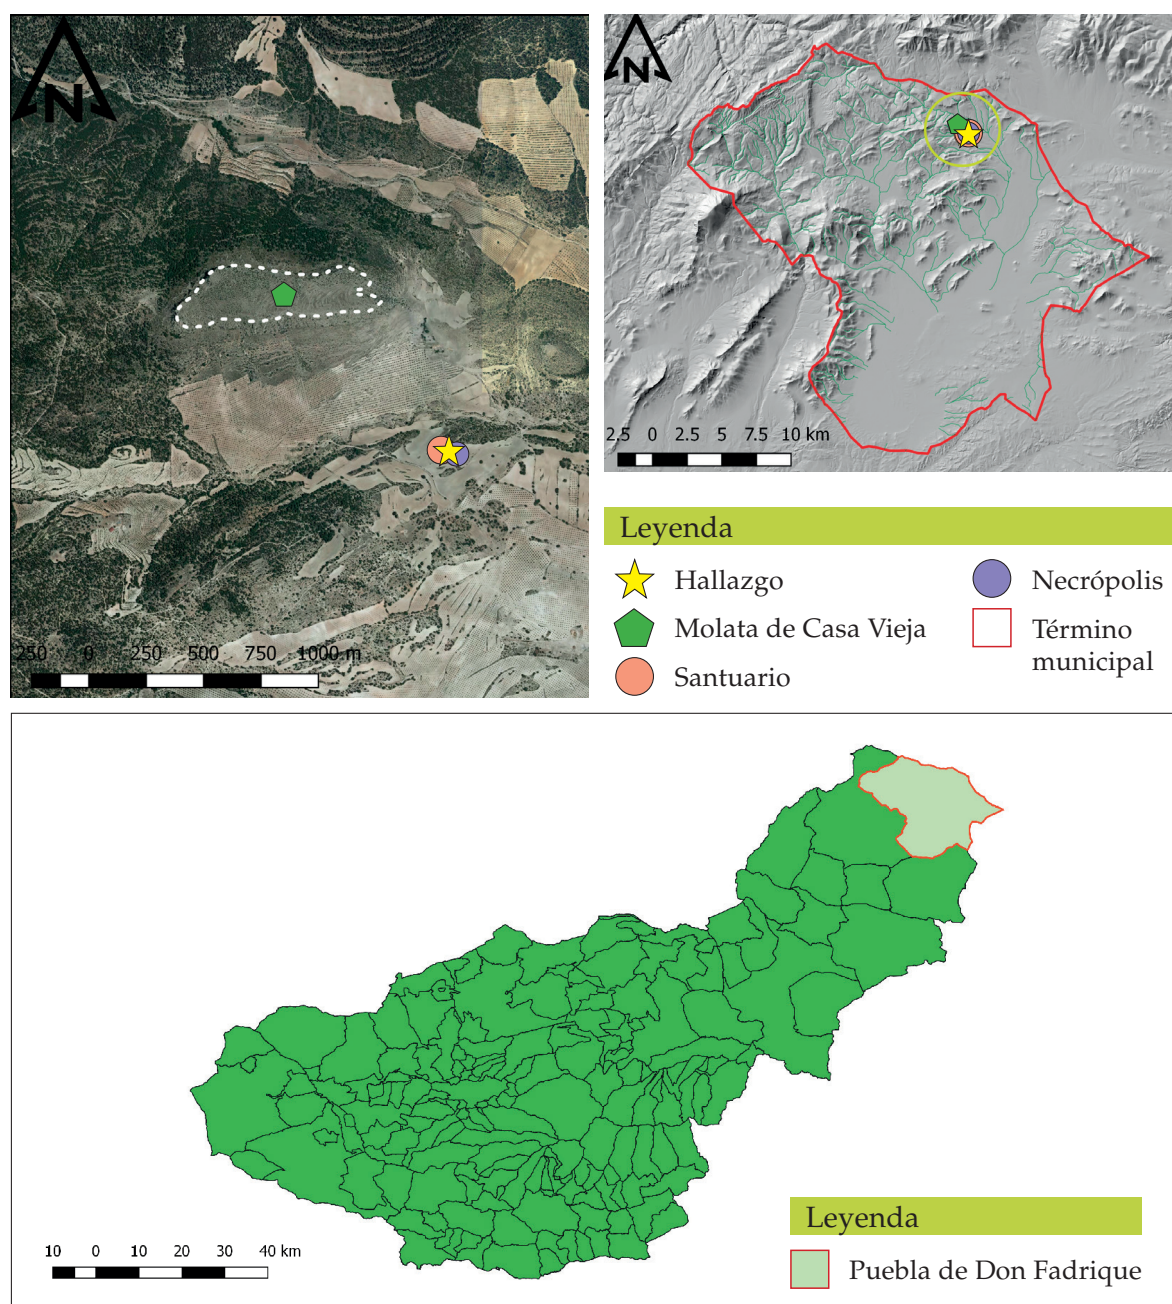 N
250 0 250 500 750 1000 m
N
2.5 0 2.5 5 7.5 10 km
Leyenda
Hallazgo
Molata de Casa Vieja
Santuario
Necrópolis
Término
municipal
10 0 10 20 30 40 km
Leyenda
Puebla de Don Fadrique